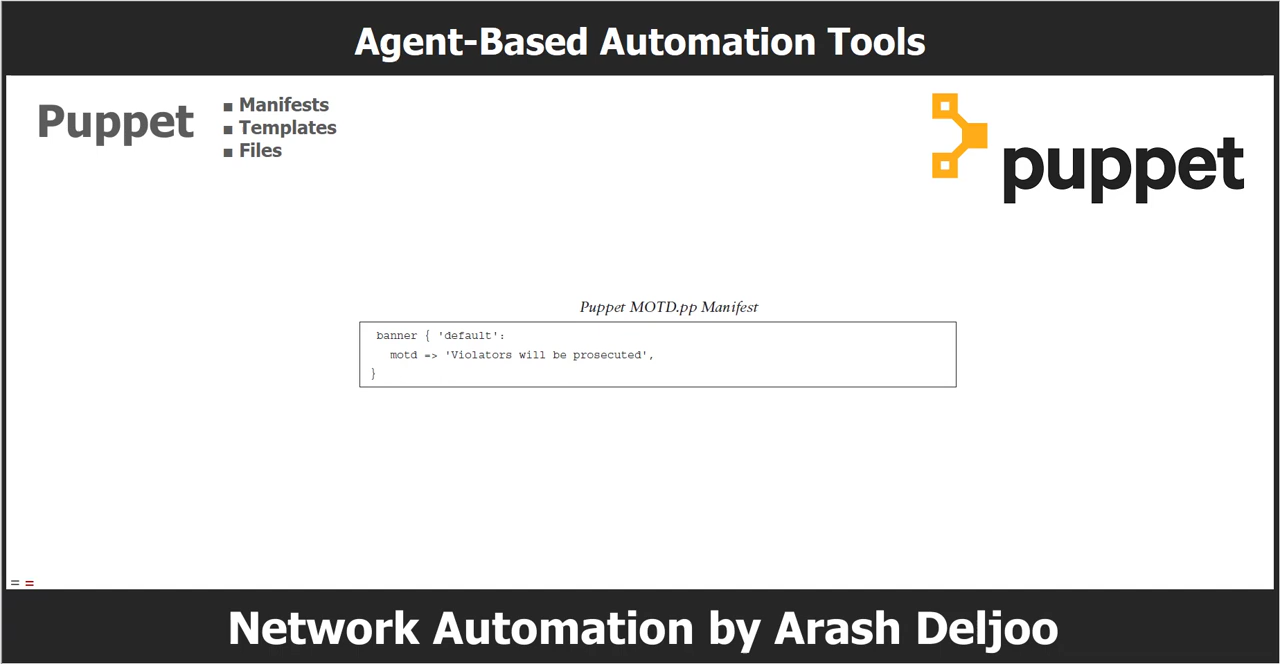 Agent-Based Automation Tools
Puppet
■ Manifests
■ Templates
■ Files
puppet
Puppet MOTD.pp Manifest
banner { 'default':
motd => 'Violators will be prosecuted',
}
= =
Network Automation by Arash Deljoo